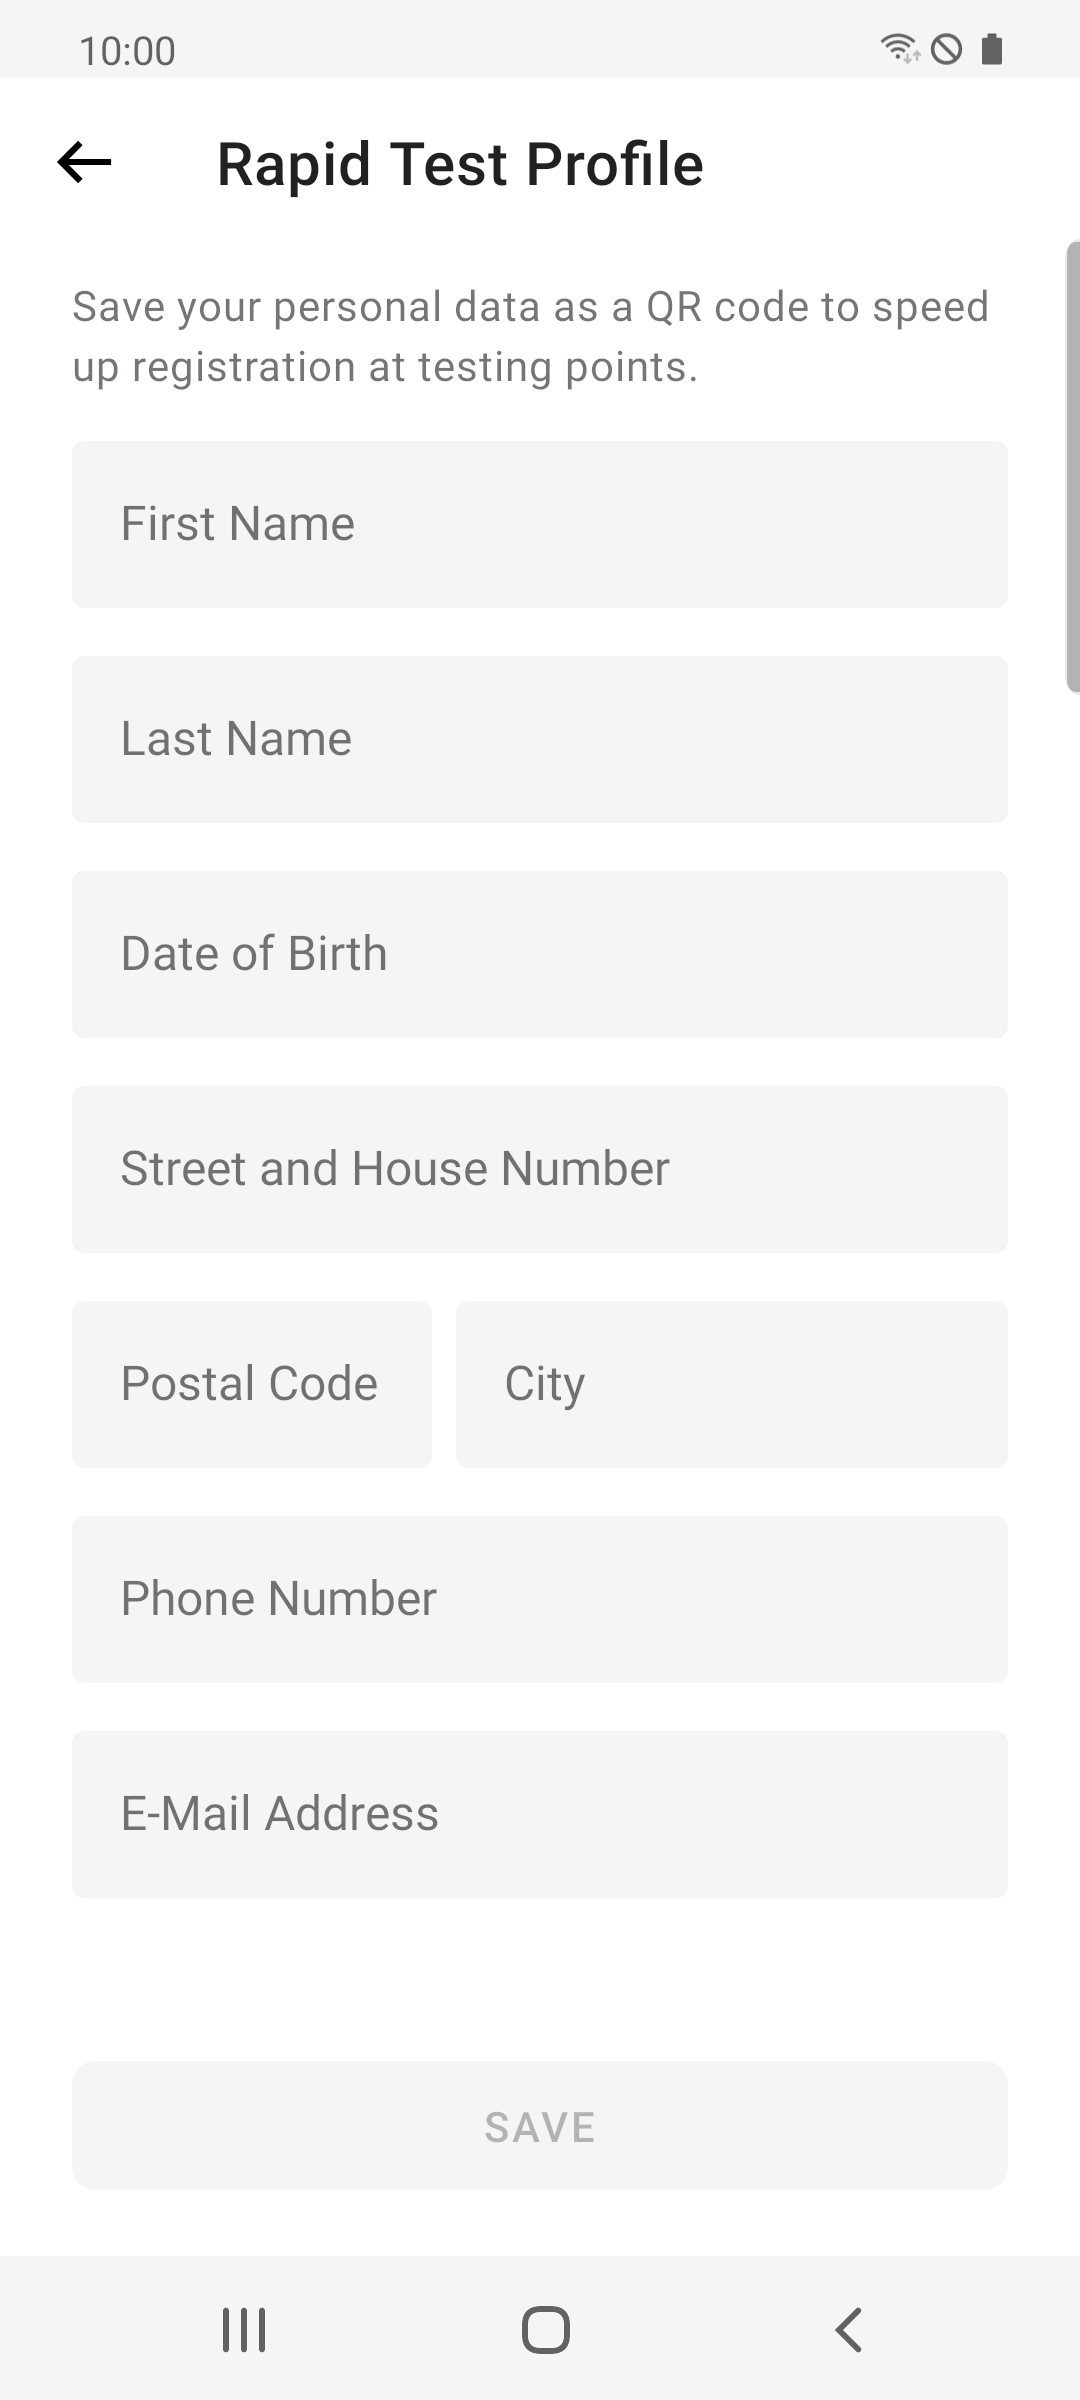 10:00
Rapid Test Profile
Save your personal data as a QR code to speed
up registration at testing points.
First Name
Last Name
Date of Birth
Street and House Number
Postal Code City
Phone Number
E-Mail Address
SAVE